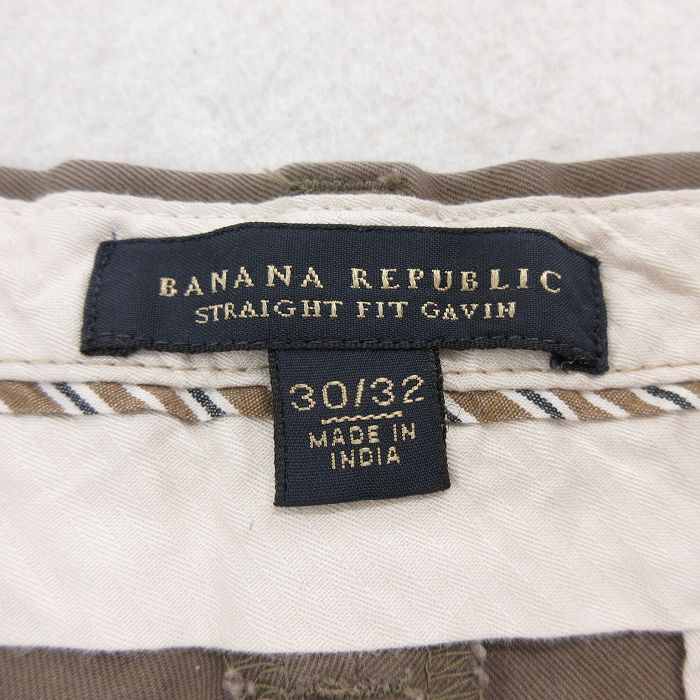 BANANA REPUBLIC
STRAIGHT FIT GAVIN
30/32
MADE IN
INDIA